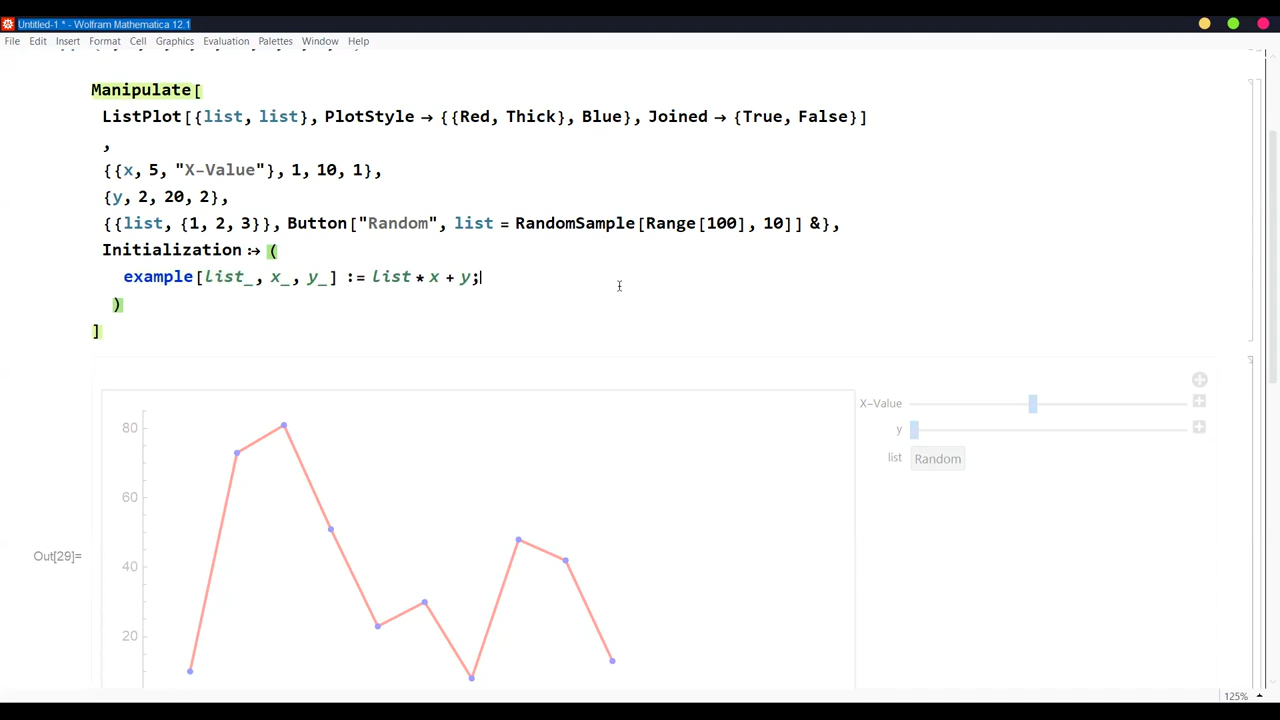 Untitled-1 * - Wolfram Mathematica 12.1
File Edit Insert Format Cell Graphics Evaluation Palettes Window Help
Manipulate[
ListPlot[{list, list}, PlotStyle → {{Red, Thick}, Blue}, Joined → {True, False}]
,
{{x, 5, "X-Value"}, 1, 10, 1},
{y, 2, 20, 2},
{{list, {1, 2, 3}}, Button["Random", list = RandomSample[Range[100], 10]] &},
Initialization :→ (
example[list_, x_, y_] := list * x + y;
)
]
X-Value
y
list Random
Out[29]=
80
60
40
20
125%